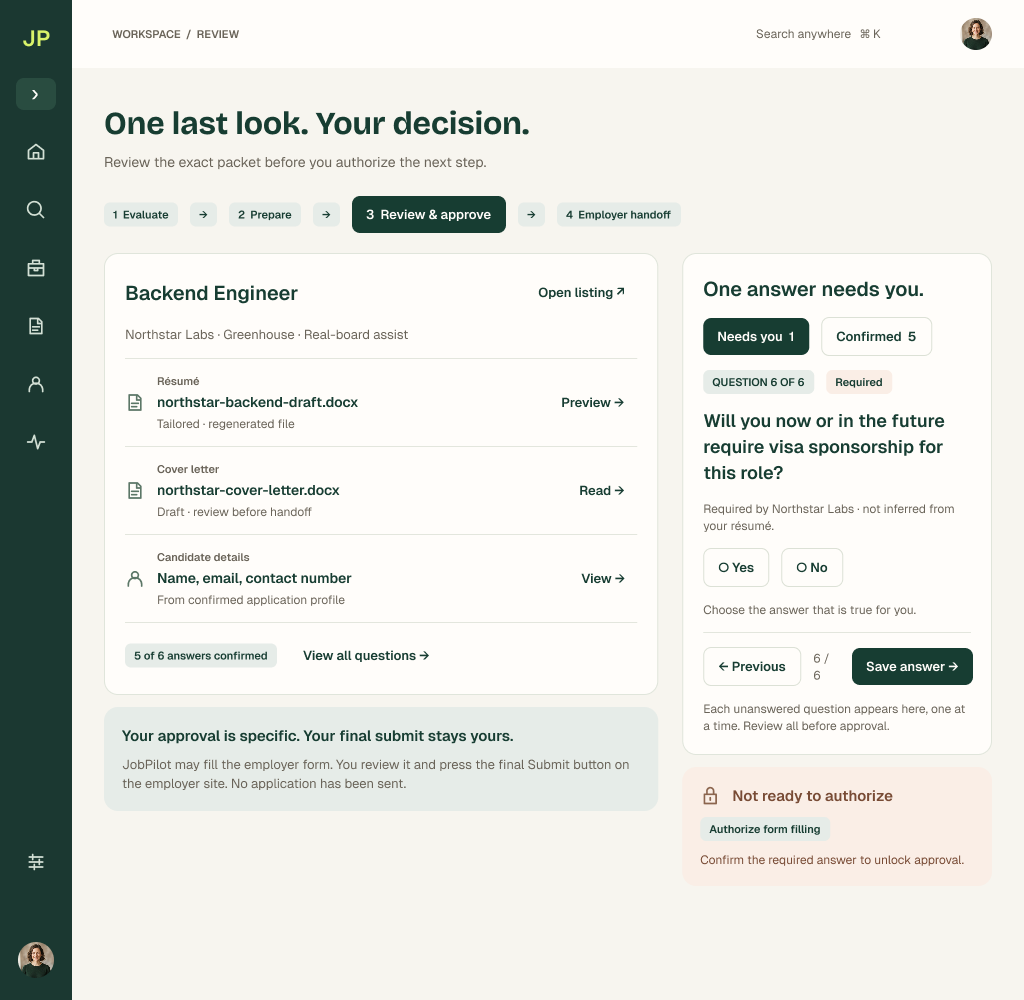 JP
WORKSPACE / REVIEW
Search anywhere ⌘ K
One last look. Your decision.
Review the exact packet before you authorize the next step.
1 Evaluate → 2 Prepare → 3 Review & approve → 4 Employer handoff
Backend Engineer
Open listing ↗
Northstar Labs · Greenhouse · Real-board assist
Résumé
northstar-backend-draft.docx
Preview →
Tailored · regenerated file
Cover letter
northstar-cover-letter.docx
Read →
Draft · review before handoff
Candidate details
Name, email, contact number
View →
From confirmed application profile
5 of 6 answers confirmed
View all questions →
Your approval is specific. Your final submit stays yours.
JobPilot may fill the employer form. You review it and press the final Submit button on
the employer site. No application has been sent.
One answer needs you.
Needs you 1
Confirmed 5
QUESTION 6 OF 6
Required
Will you now or in the future
require visa sponsorship for
this role?
Required by Northstar Labs · not inferred from
your résumé.
Yes
No
Choose the answer that is true for you.
← Previous
6 /
6
Save answer →
Each unanswered question appears here, one at
a time. Review all before approval.
Not ready to authorize
Authorize form filling
Confirm the required answer to unlock approval.